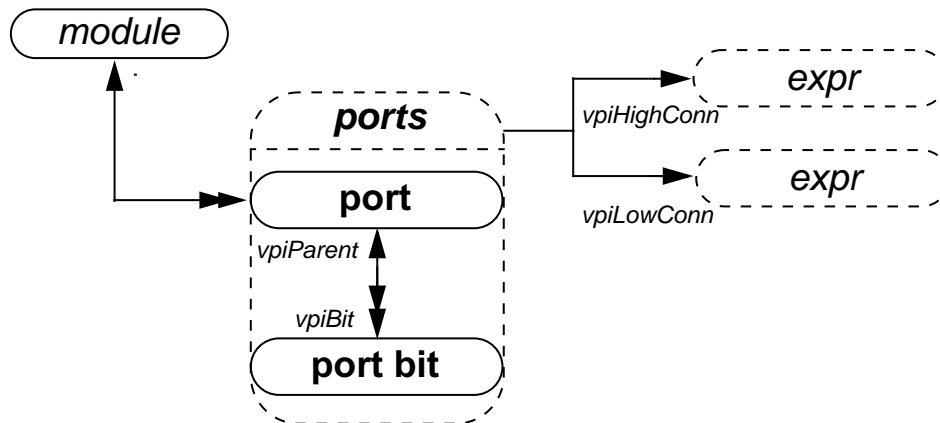 module
ports
expr
vpiHighConn
port
expr
vpiLowConn
vpiParent
vpiBit
port bit